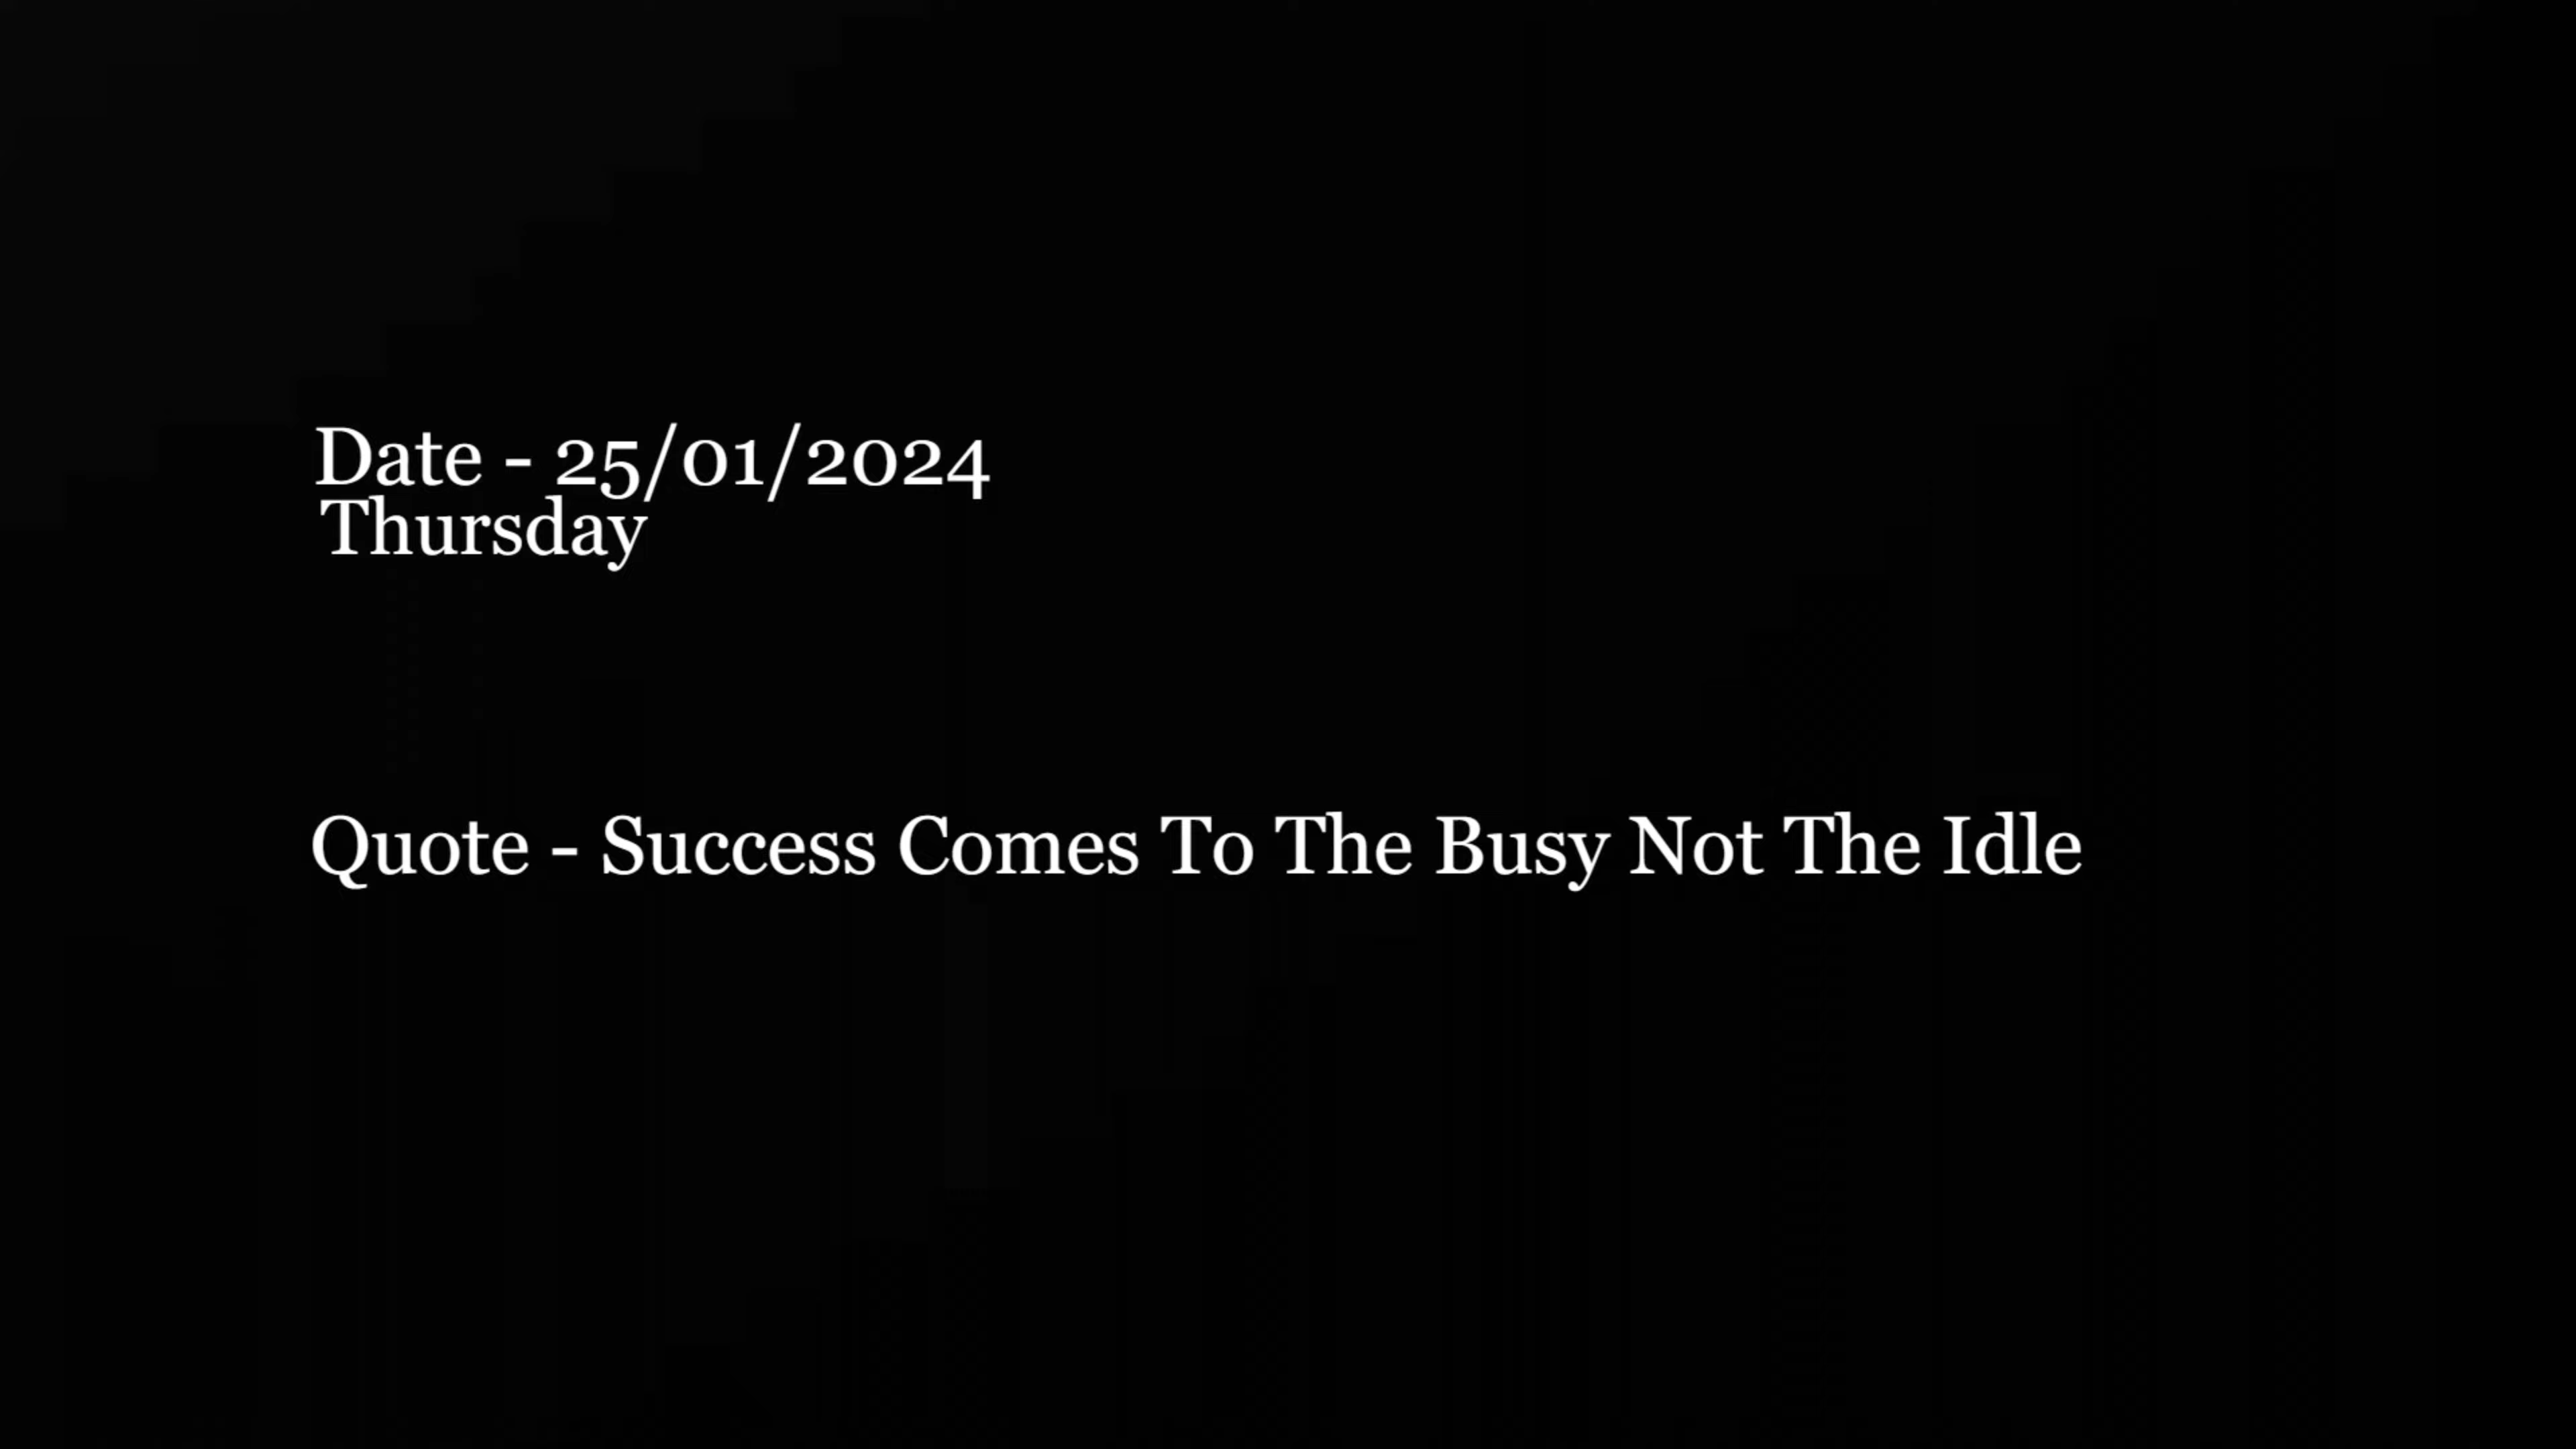 Date - 25/01/2024
Thursday
Quote - Success Comes To The Busy Not The Idle